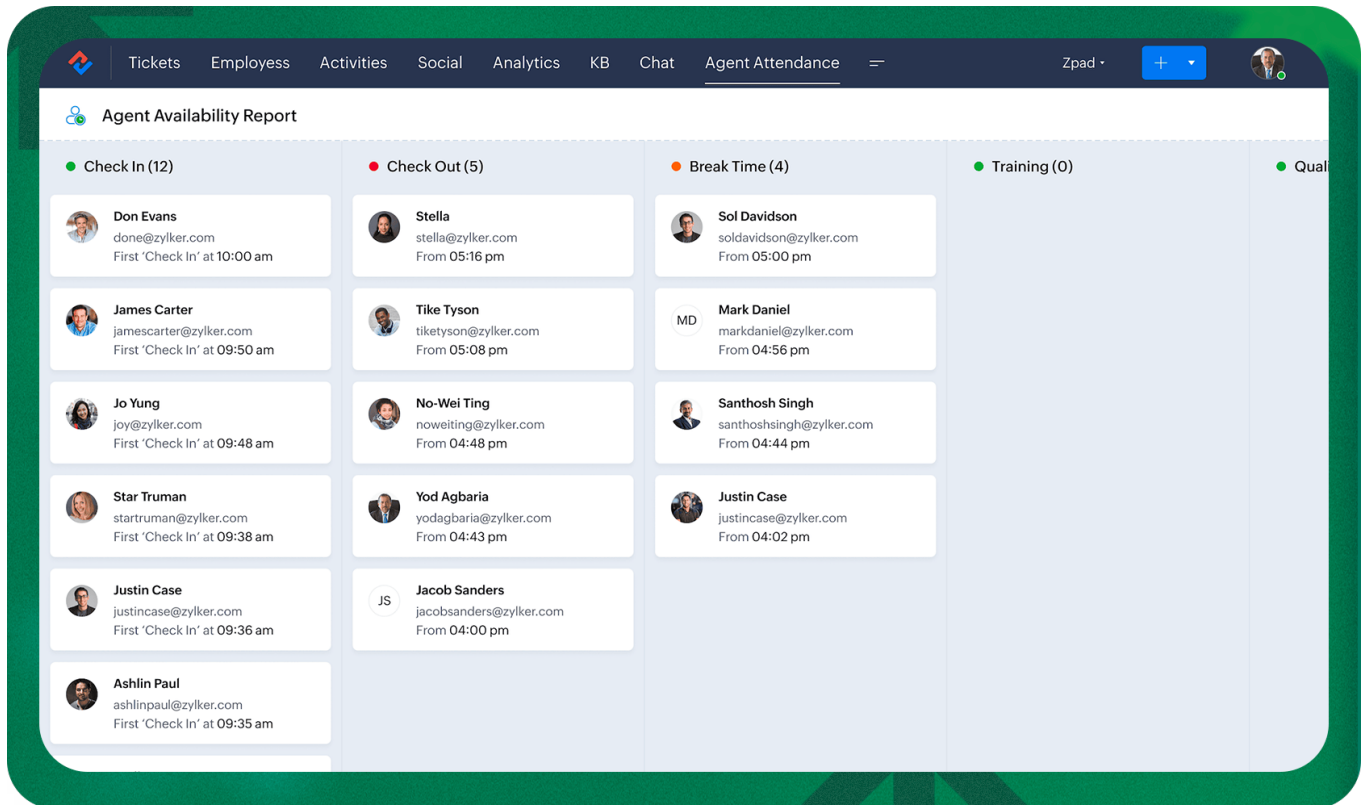 Tickets Employess Activities Social Analytics KB Chat Agent Attendance Zpad
Agent Availability Report
Check In (12)
Don Evans
done@zylker.com
First ‘Check In’ at 10:00 am
James Carter
jamescarter@zylker.com
First ‘Check In’ at 09:50 am
Jo Yung
joy@zylker.com
First ‘Check In’ at 09:48 am
Star Truman
startruman@zylker.com
First ‘Check In’ at 09:38 am
Justin Case
justincase@zylker.com
First ‘Check In’ at 09:36 am
Ashlin Paul
ashlinpaul@zylker.com
First ‘Check In’ at 09:35 am
Check Out (5)
Stella
stella@zylker.com
From 05:16 pm
Tike Tyson
tiketyson@zylker.com
From 05:08 pm
No-Wei Ting
noweiting@zylker.com
From 04:48 pm
Yod Agbaria
yodagbaria@zylker.com
From 04:43 pm
JS
Jacob Sanders
jacobsanders@zylker.com
From 04:00 pm
Break Time (4)
Sol Davidson
soldavidson@zylker.com
From 05:00 pm
MD
Mark Daniel
markdaniel@zylker.com
From 04:56 pm
Santhosh Singh
santhoshsingh@zylker.com
From 04:44 pm
Justin Case
justincase@zylker.com
From 04:02 pm
Training (0)
Quali